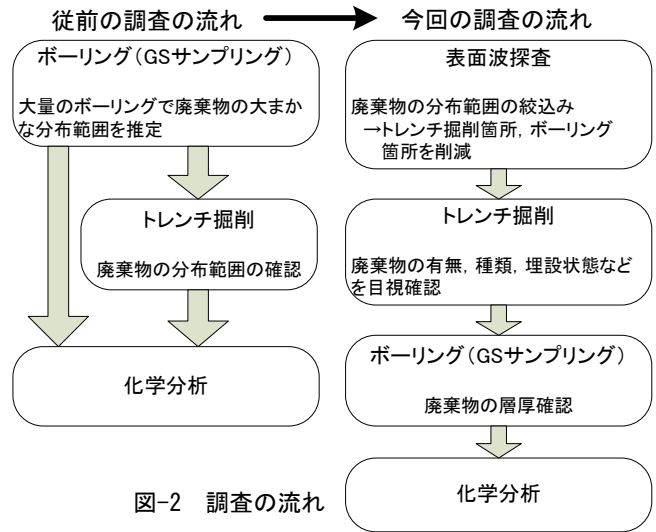 従前の調査の流れ
ボーリング(GSサンプリング)
大量のボーリングで廃棄物の大まか
な分布範囲を推定
トレンチ掘削
廃棄物の分布範囲の確認
化学分析
今回の調査の流れ
表面波探査
廃棄物の分布範囲の絞込み
→トレンチ掘削箇所,ボーリング
箇所を削減
トレンチ掘削
廃棄物の有無,種類,埋設状態など
を目視確認
ボーリング(GSサンプリング)
廃棄物の層厚確認
化学分析
図-2 調査の流れ